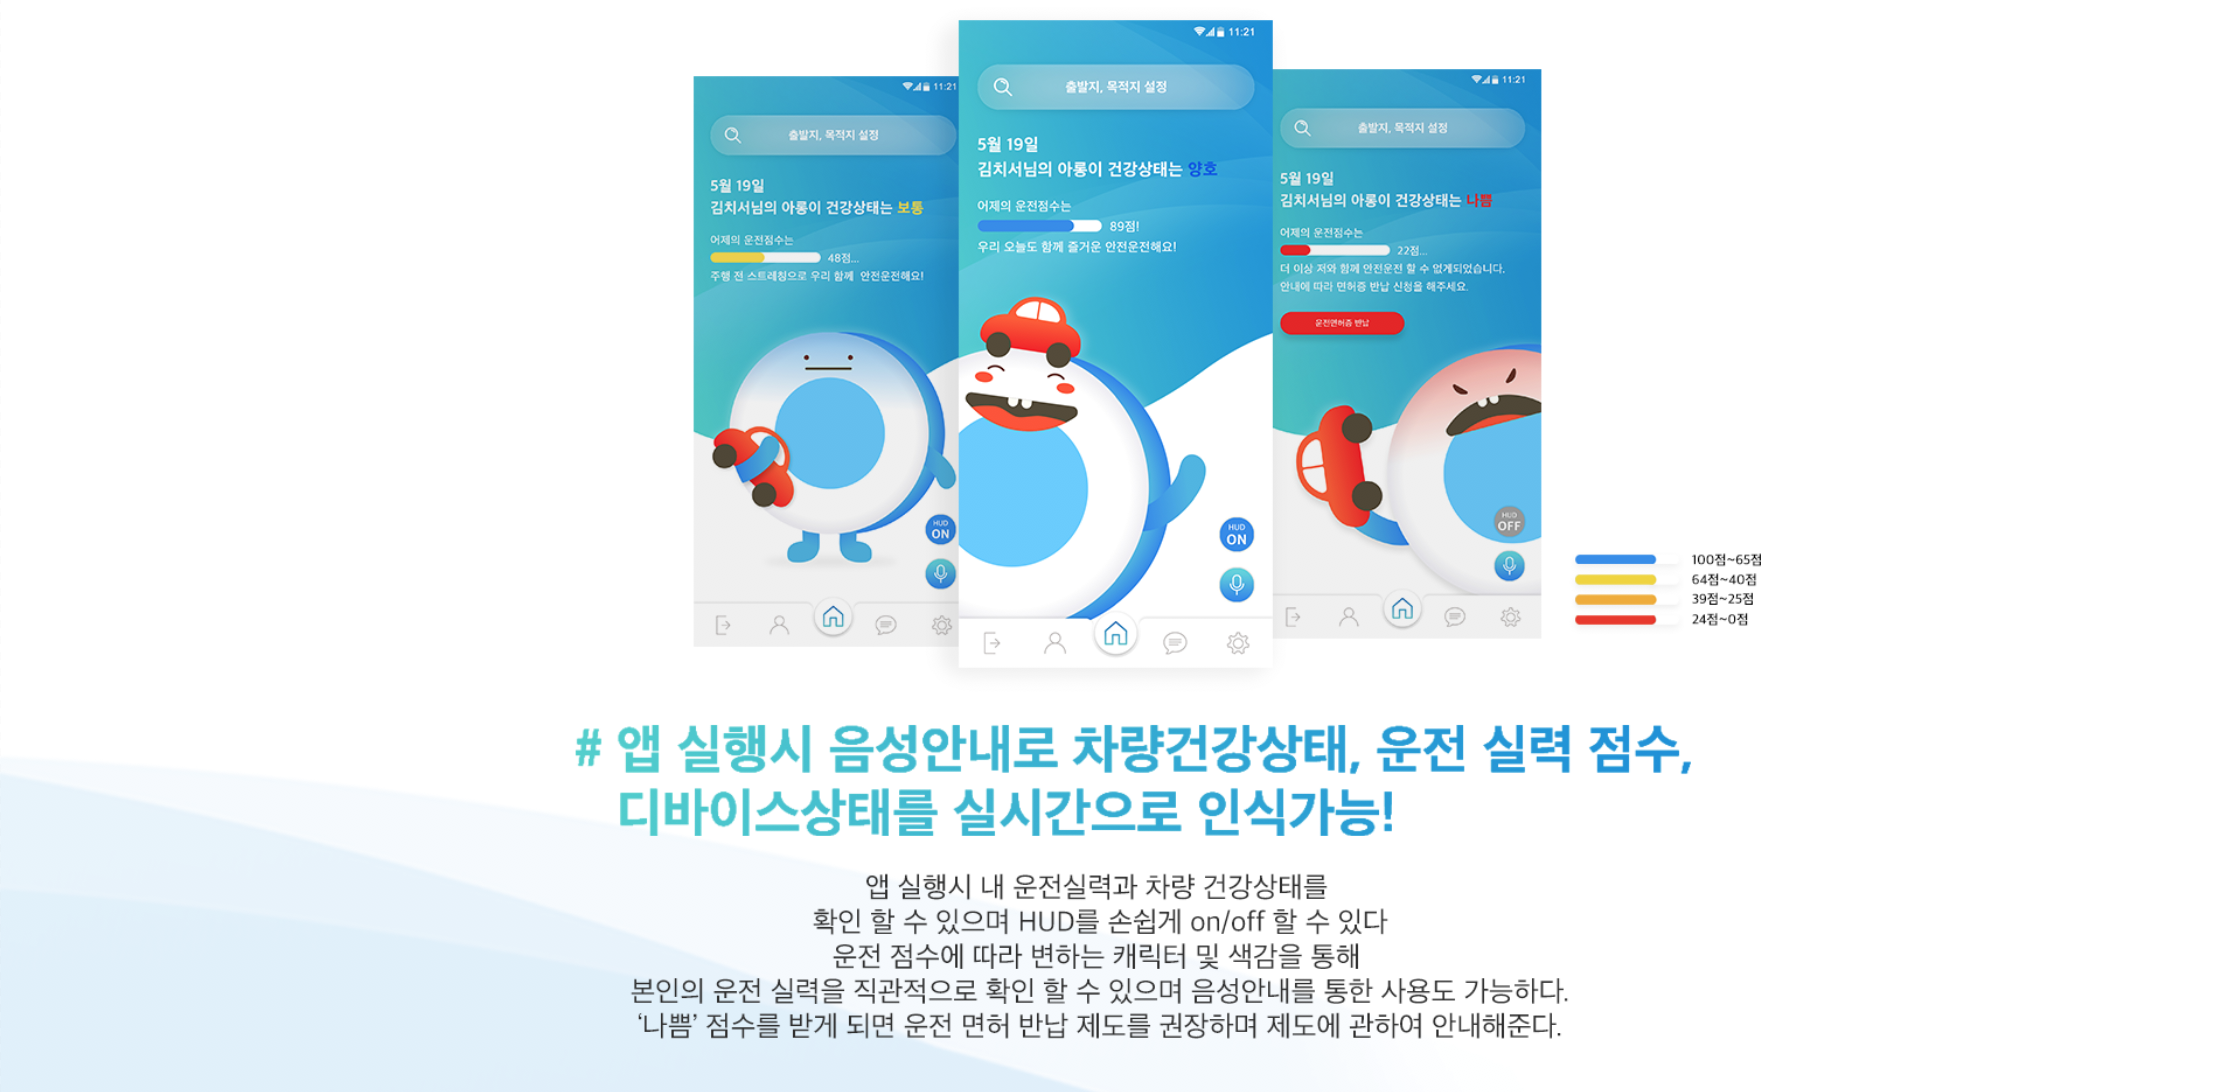 11:21
출발지, 목적지 설정
5월 19일
김치서님의 아롱이 건강상태는 보통
어제의 운전점수는
48점...
주행 전 스트레칭으로 우리 함께 안전운전해요!
HUD
ON
11:21
출발지, 목적지 설정
5월 19일
김치서님의 아롱이 건강상태는 양호
어제의 운전점수는
89점!
우리 오늘도 함께 즐거운 안전운전해요!
HUD
ON
11:21
출발지, 목적지 설정
5월 19일
김치서님의 아롱이 건강상태는 나쁨
어제의 운전점수는
22점...
더 이상 저와 함께 안전운전 할 수 없게되었습니다.
안내에 따라 면허증 반납 신청을 해주세요.
운전면허증 반납
HUD
OFF
100점~65점
64점~40점
39점~25점
24점~0점
# 앱 실행시 음성안내로 차량건강상태, 운전 실력 점수,
디바이스상태를 실시간으로 인식가능!
앱 실행시 내 운전실력과 차량 건강상태를
확인 할 수 있으며 HUD를 손쉽게 on/off 할 수 있다
운전 점수에 따라 변하는 캐릭터 및 색감을 통해
본인의 운전 실력을 직관적으로 확인 할 수 있으며 음성안내를 통한 사용도 가능하다.
‘나쁨’ 점수를 받게 되면 운전 면허 반납 제도를 권장하며 제도에 관하여 안내해준다.